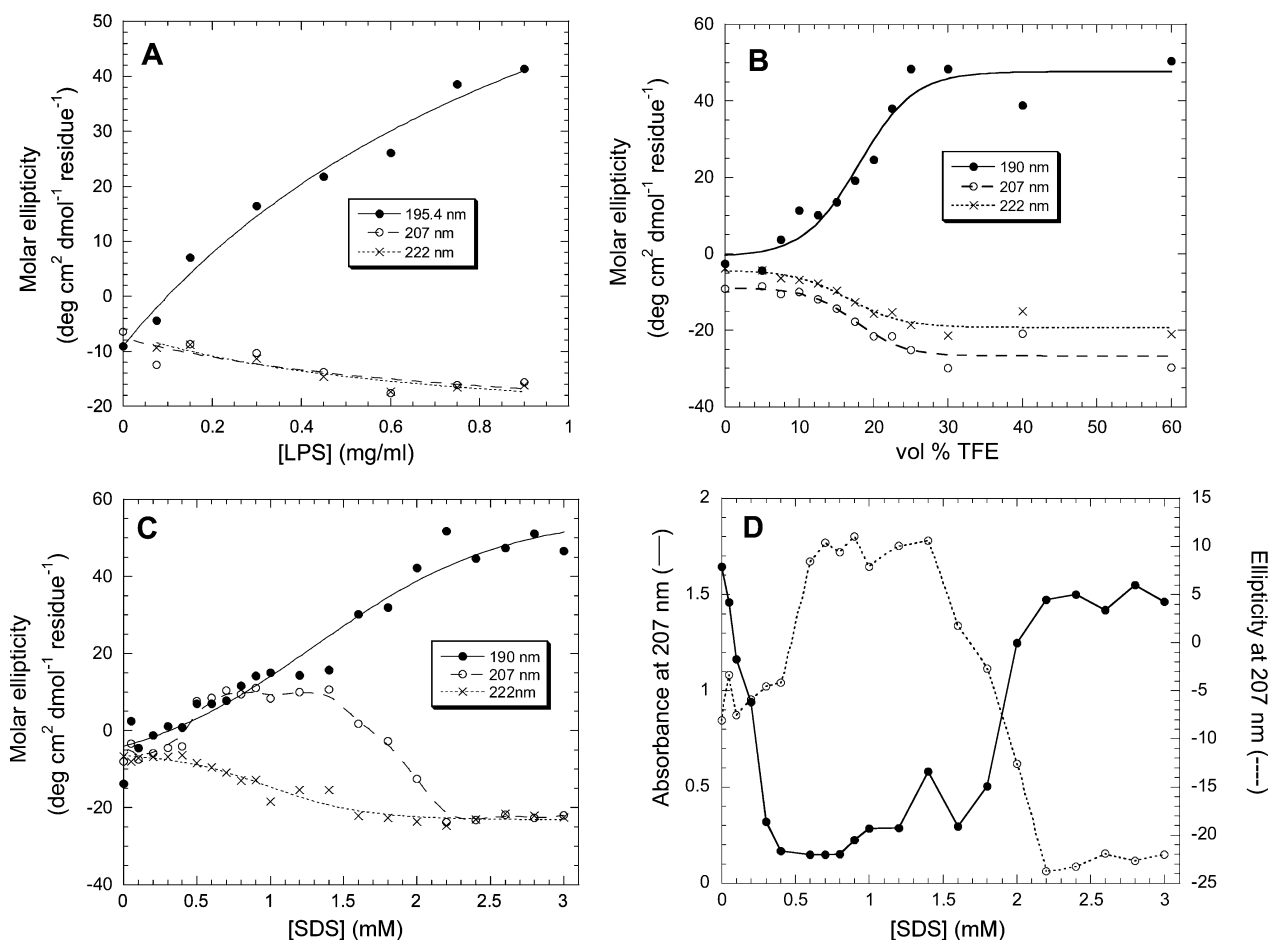 A
Molar ellipticity
(deg cm² dmol⁻¹ residue⁻¹)
50
40
30
20
10
0
-10
-20
195.4 nm
207 nm
222 nm
0
0.2
0.4
0.6
0.8
1
[LPS] (mg/ml)
B
Molar ellipticity
(deg cm² dmol⁻¹ residue⁻¹)
60
40
20
0
-20
-40
190 nm
207 nm
222 nm
0
10
20
30
40
50
60
vol % TFE
C
Molar ellipticity
(deg cm² dmol⁻¹ residue⁻¹)
60
40
20
0
-20
-40
190 nm
207 nm
222nm
0
0.5
1
1.5
2
2.5
3
[SDS] (mM)
D
Absorbance at 207 nm (—)
2
1.5
1
0.5
0
15
10
5
0
-5
-10
-15
-20
-25
Ellipticity at 207 nm (----)
0
0.5
1
1.5
2
2.5
3
[SDS] (mM)